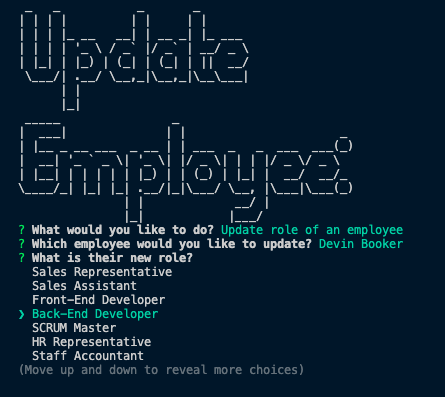 Update
Employee:
? What would you like to do? Update role of an employee
? Which employee would you like to update? Devin Booker
? What is their new role?
Sales Representative
Sales Assistant
Front-End Developer
❯ Back-End Developer
SCRUM Master
HR Representative
Staff Accountant
(Move up and down to reveal more choices)